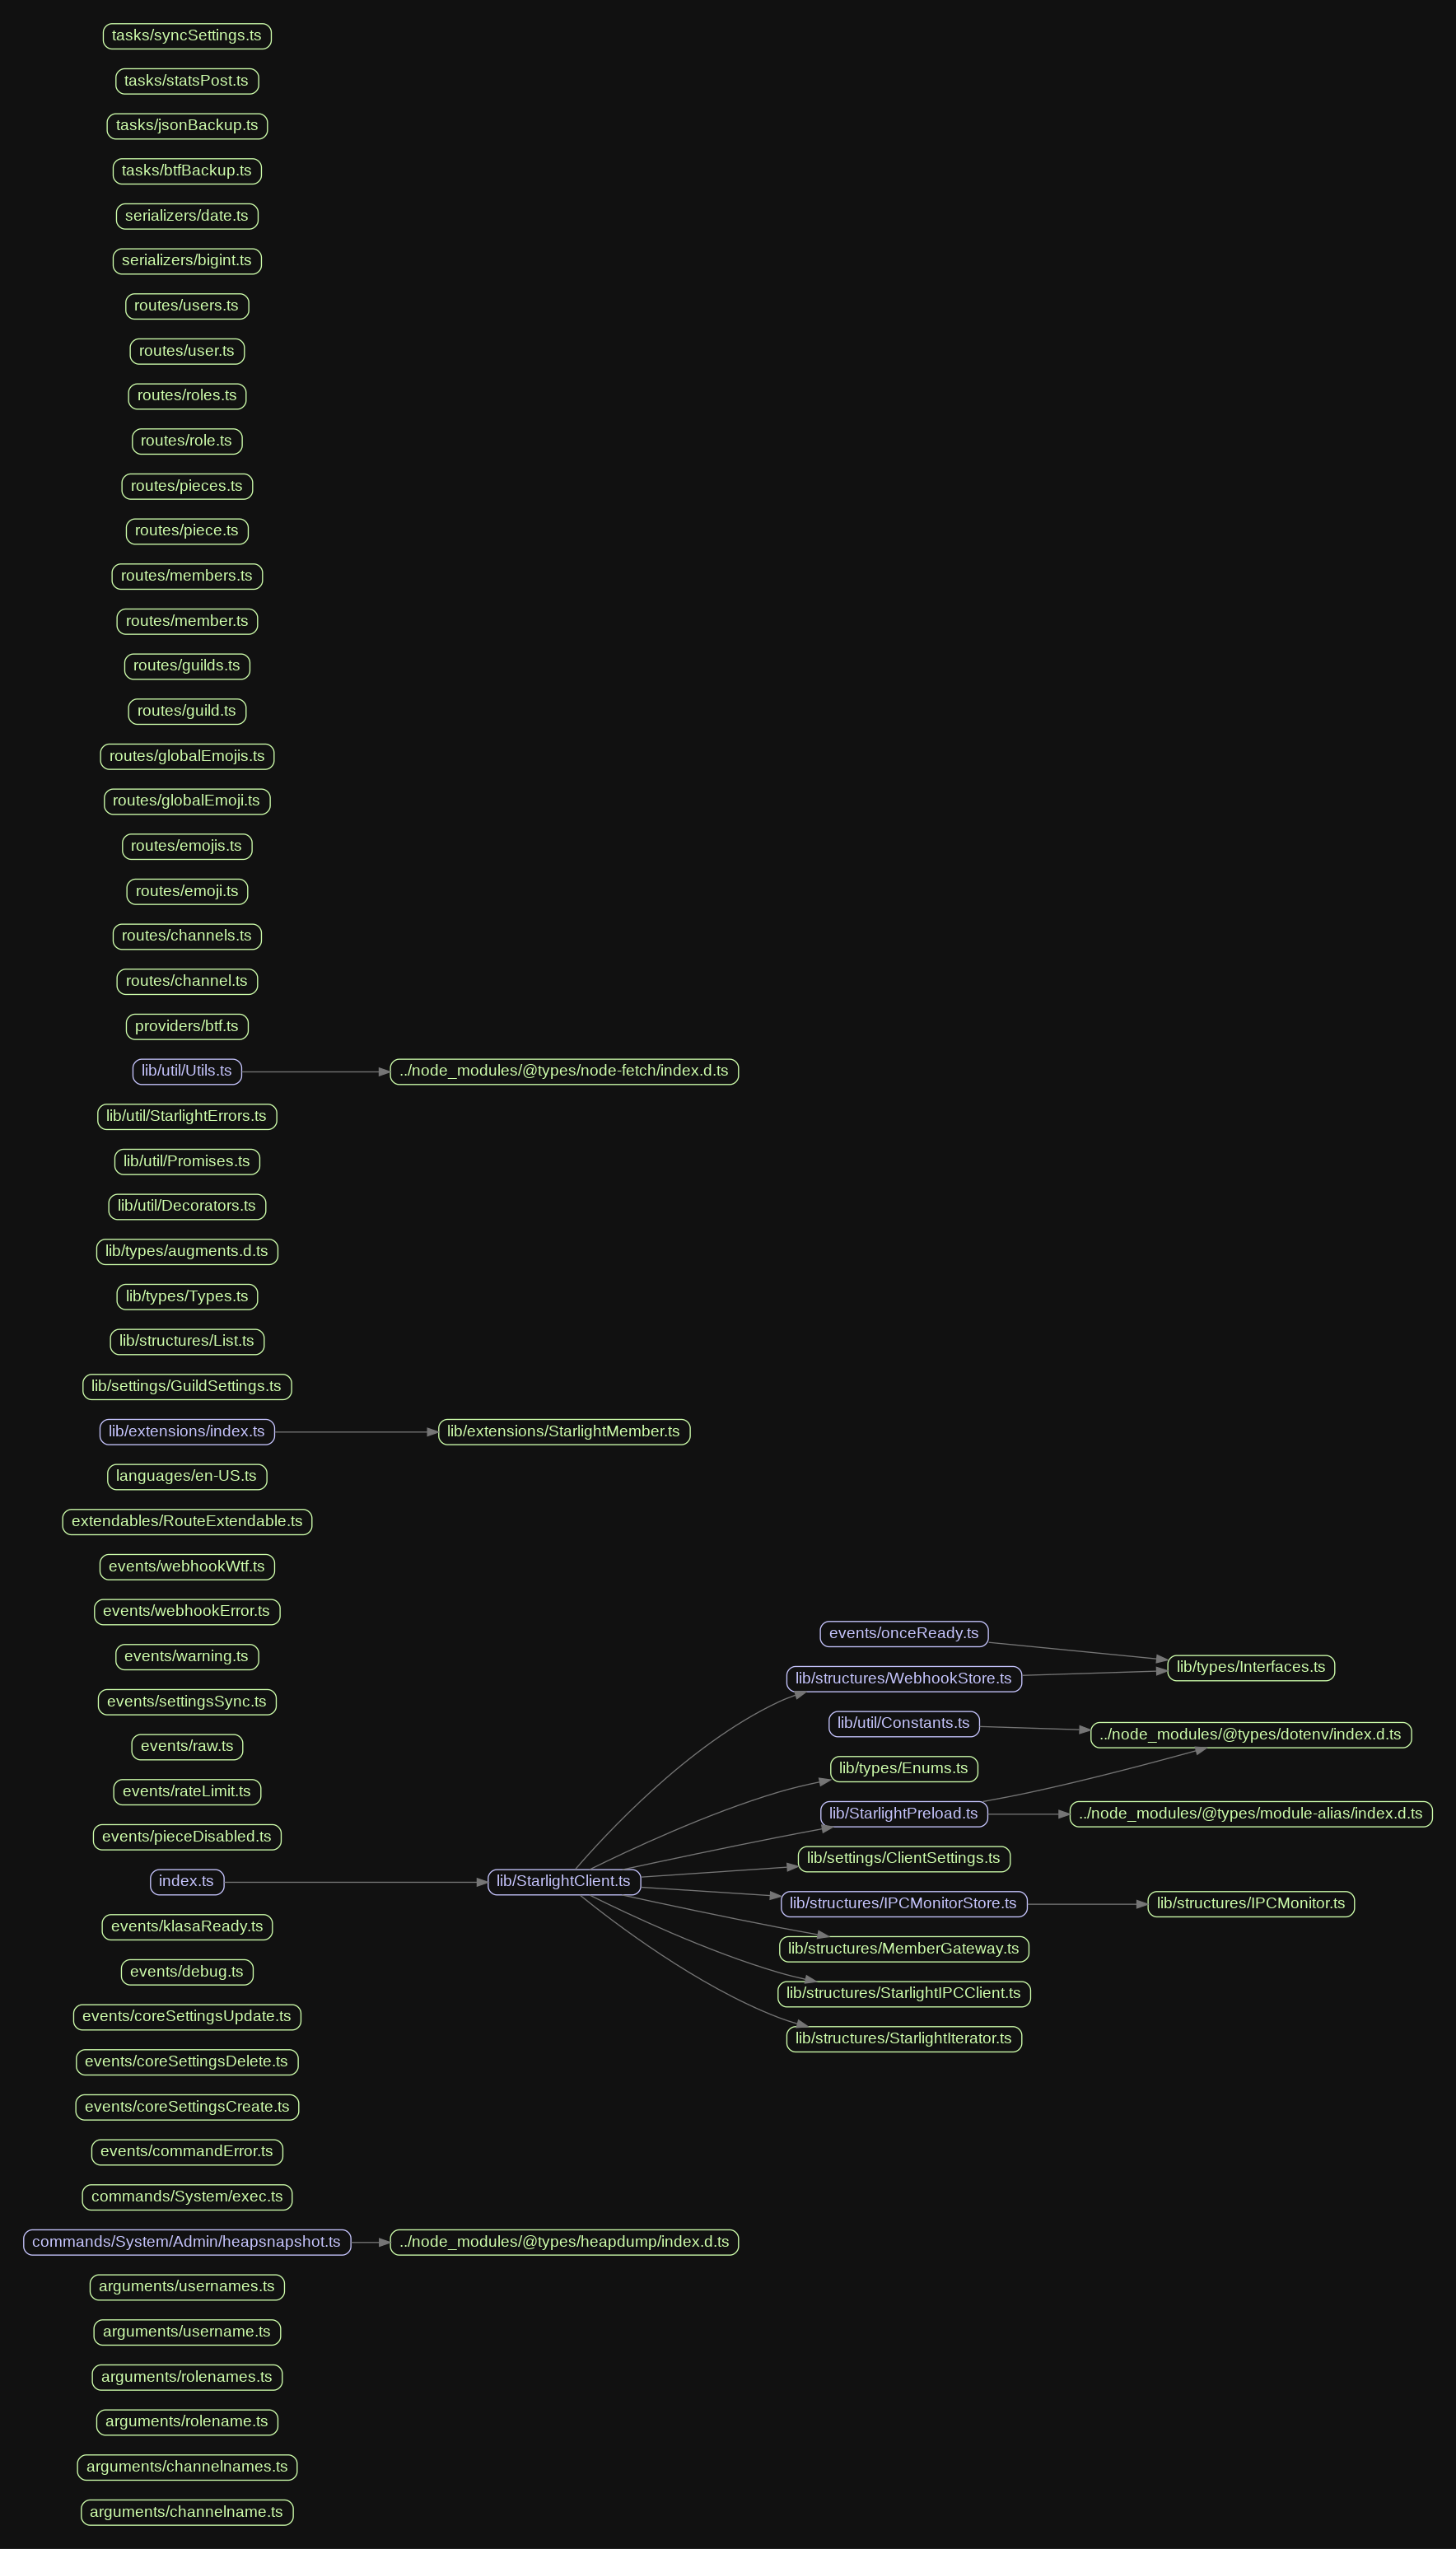 tasks/syncSettings.ts
tasks/statsPost.ts
tasks/jsonBackup.ts
tasks/btfBackup.ts
serializers/date.ts
serializers/bigint.ts
routes/users.ts
routes/user.ts
routes/roles.ts
routes/role.ts
routes/pieces.ts
routes/piece.ts
routes/members.ts
routes/member.ts
routes/guilds.ts
routes/guild.ts
routes/globalEmojis.ts
routes/globalEmoji.ts
routes/emojis.ts
routes/emoji.ts
routes/channels.ts
routes/channel.ts
providers/btf.ts
lib/util/Utils.ts
../node_modules/@types/node-fetch/index.d.ts
lib/util/StarlightErrors.ts
lib/util/Promises.ts
lib/util/Decorators.ts
lib/types/augments.d.ts
lib/types/Types.ts
lib/structures/List.ts
lib/settings/GuildSettings.ts
lib/extensions/index.ts
lib/extensions/StarlightMember.ts
languages/en-US.ts
extendables/RouteExtendable.ts
events/webhookWtf.ts
events/webhookError.ts
events/warning.ts
events/settingsSync.ts
events/raw.ts
events/rateLimit.ts
events/pieceDisabled.ts
index.ts
events/klasaReady.ts
events/debug.ts
events/coreSettingsUpdate.ts
events/coreSettingsDelete.ts
events/coreSettingsCreate.ts
events/commandError.ts
commands/System/exec.ts
commands/System/Admin/heapsnapshot.ts
../node_modules/@types/heapdump/index.d.ts
arguments/usernames.ts
arguments/username.ts
arguments/rolenames.ts
arguments/rolename.ts
arguments/channelnames.ts
arguments/channelname.ts
lib/StarlightClient.ts
events/onceReady.ts
lib/structures/WebhookStore.ts
lib/util/Constants.ts
lib/types/Enums.ts
lib/StarlightPreload.ts
lib/settings/ClientSettings.ts
lib/structures/IPCMonitorStore.ts
lib/structures/MemberGateway.ts
lib/structures/StarlightIPCClient.ts
lib/structures/StarlightIterator.ts
lib/types/Interfaces.ts
../node_modules/@types/dotenv/index.d.ts
../node_modules/@types/module-alias/index.d.ts
lib/structures/IPCMonitor.ts